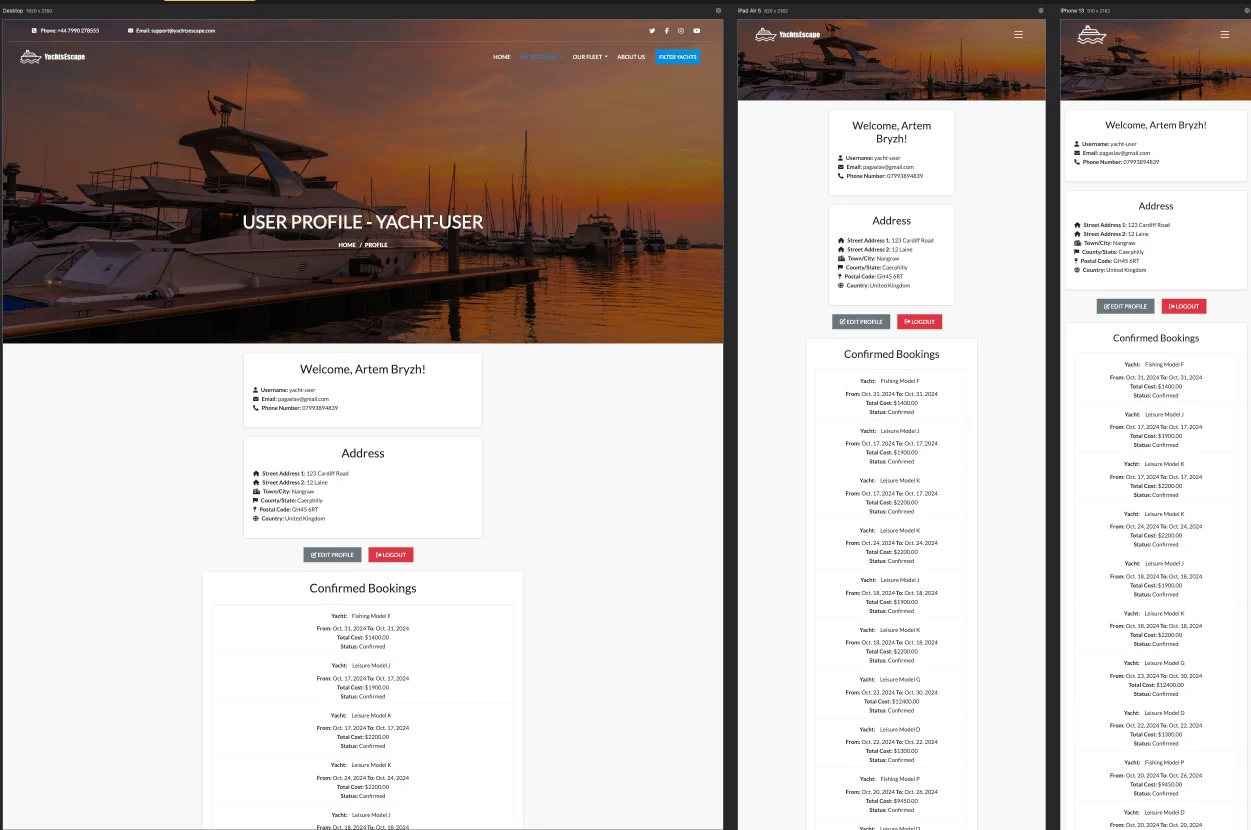 Desktop 1920 x 2160
Phone: +44 7990 278555
Email: support@yachtsescape.com
YachtsEscape
HOME MY ACCOUNT OUR FLEET ABOUT US FILTER YACHTS
USER PROFILE - YACHT-USER
HOME / PROFILE
Welcome, Artem Bryzh!
Username: yacht-user
Email: pagaslav@gmail.com
Phone Number: 07993894839
Address
Street Address 1: 123 Cardiff Road
Street Address 2: 12 Laine
Town/City: Nangraw
County/State: Caerphilly
Postal Code: GH45 6RT
Country: United Kingdom
EDIT PROFILE LOGOUT
Confirmed Bookings
Yacht: Fishing Model F
From: Oct. 31, 2024 To: Oct. 31, 2024
Total Cost: $1400.00
Status: Confirmed
Yacht: Leisure Model J
From: Oct. 17, 2024 To: Oct. 17, 2024
Total Cost: $1900.00
Status: Confirmed
Yacht: Leisure Model K
From: Oct. 17, 2024 To: Oct. 17, 2024
Total Cost: $2200.00
Status: Confirmed
Yacht: Leisure Model K
From: Oct. 24, 2024 To: Oct. 24, 2024
Total Cost: $2200.00
Status: Confirmed
Yacht: Leisure Model J
From: Oct. 18, 2024 To: Oct. 18, 2024
iPad Air 5 820 x 2162
YachtsEscape
Welcome, Artem
Bryzh!
Username: yacht-user
Email: pagaslav@gmail.com
Phone Number: 07993894839
Address
Street Address 1: 123 Cardiff Road
Street Address 2: 12 Laine
Town/City: Nangraw
County/State: Caerphilly
Postal Code: GH45 6RT
Country: United Kingdom
EDIT PROFILE LOGOUT
Confirmed Bookings
Yacht: Fishing Model F
From: Oct. 31, 2024 To: Oct. 31, 2024
Total Cost: $1400.00
Status: Confirmed
Yacht: Leisure Model J
From: Oct. 17, 2024 To: Oct. 17, 2024
Total Cost: $1900.00
Status: Confirmed
Yacht: Leisure Model K
From: Oct. 17, 2024 To: Oct. 17, 2024
Total Cost: $2200.00
Status: Confirmed
Yacht: Leisure Model K
From: Oct. 24, 2024 To: Oct. 24, 2024
Total Cost: $2200.00
Status: Confirmed
Yacht: Leisure Model J
From: Oct. 18, 2024 To: Oct. 18, 2024
Total Cost: $1900.00
Status: Confirmed
Yacht: Leisure Model K
From: Oct. 18, 2024 To: Oct. 18, 2024
Total Cost: $2200.00
Status: Confirmed
Yacht: Leisure Model G
From: Oct. 23, 2024 To: Oct. 30, 2024
Total Cost: $12400.00
Status: Confirmed
Yacht: Leisure Model D
From: Oct. 22, 2024 To: Oct. 22, 2024
Total Cost: $1300.00
Status: Confirmed
Yacht: Fishing Model P
From: Oct. 20, 2024 To: Oct. 26, 2024
Total Cost: $9450.00
Status: Confirmed
Yacht: Leisure Model D
iPhone 13 510 x 2162
Welcome, Artem Bryzh!
Username: yacht-user
Email: pagaslav@gmail.com
Phone Number: 07993894839
Address
Street Address 1: 123 Cardiff Road
Street Address 2: 12 Laine
Town/City: Nangraw
County/State: Caerphilly
Postal Code: GH45 6RT
Country: United Kingdom
EDIT PROFILE LOGOUT
Confirmed Bookings
Yacht: Fishing Model F
From: Oct. 31, 2024 To: Oct. 31, 2024
Total Cost: $1400.00
Status: Confirmed
Yacht: Leisure Model J
From: Oct. 17, 2024 To: Oct. 17, 2024
Total Cost: $1900.00
Status: Confirmed
Yacht: Leisure Model K
From: Oct. 17, 2024 To: Oct. 17, 2024
Total Cost: $2200.00
Status: Confirmed
Yacht: Leisure Model K
From: Oct. 24, 2024 To: Oct. 24, 2024
Total Cost: $2200.00
Status: Confirmed
Yacht: Leisure Model J
From: Oct. 18, 2024 To: Oct. 18, 2024
Total Cost: $1900.00
Status: Confirmed
Yacht: Leisure Model K
From: Oct. 18, 2024 To: Oct. 18, 2024
Total Cost: $2200.00
Status: Confirmed
Yacht: Leisure Model G
From: Oct. 23, 2024 To: Oct. 30, 2024
Total Cost: $12400.00
Status: Confirmed
Yacht: Leisure Model D
From: Oct. 22, 2024 To: Oct. 22, 2024
Total Cost: $1300.00
Status: Confirmed
Yacht: Fishing Model P
From: Oct. 20, 2024 To: Oct. 26, 2024
Total Cost: $9450.00
Status: Confirmed
Yacht: Leisure Model D
From: Oct. 20, 2024 To: Oct. 20, 2024